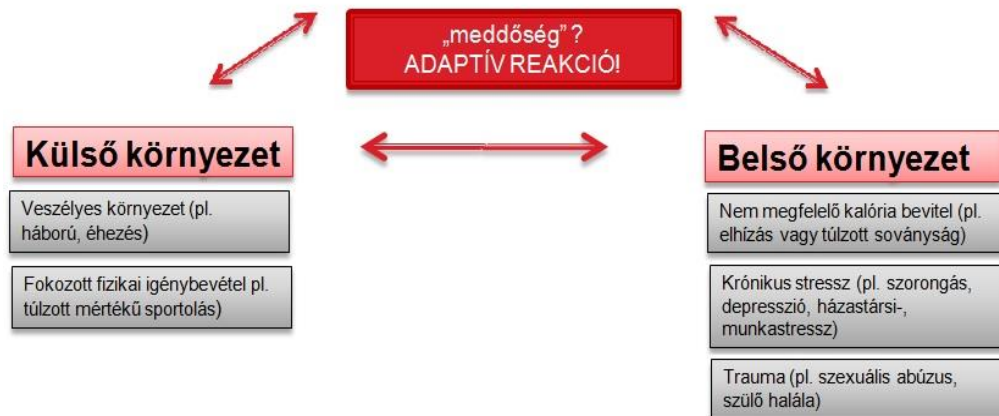 „meddőség” ?
ADAPTÍV REAKCIÓ!
Külső környezet
Veszélyes környezet (pl.
háború, éhezés)
Fokozott fizikai igénybevétel pl.
túlzott mértékű sportolás)
Belső környezet
Nem megfelelő kalória bevitel (pl.
elhízás vagy túlzott soványság)
Krónikus stressz (pl. szorongás,
depresszió, házastársi-,
munkastressz)
Trauma (pl. szexuális abúzus,
szülő halála)